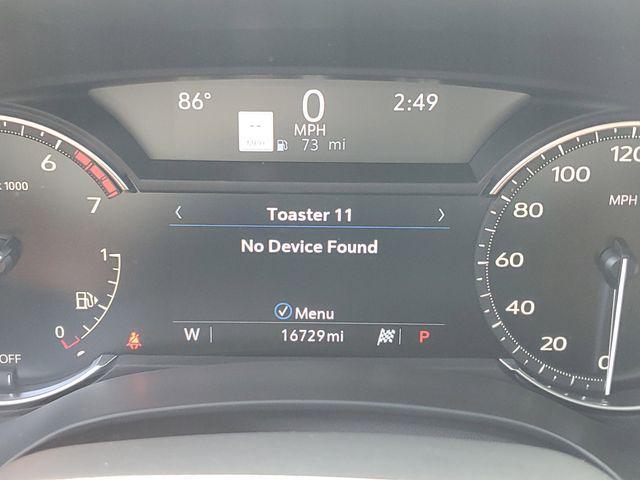 86° 0 2:49
MPH
73 mi
6
7
x 1000
Toaster 11
No Device Found
Menu
W 16729mi P
1
0
OFF
120
100
80
60
40
20
0
MPH